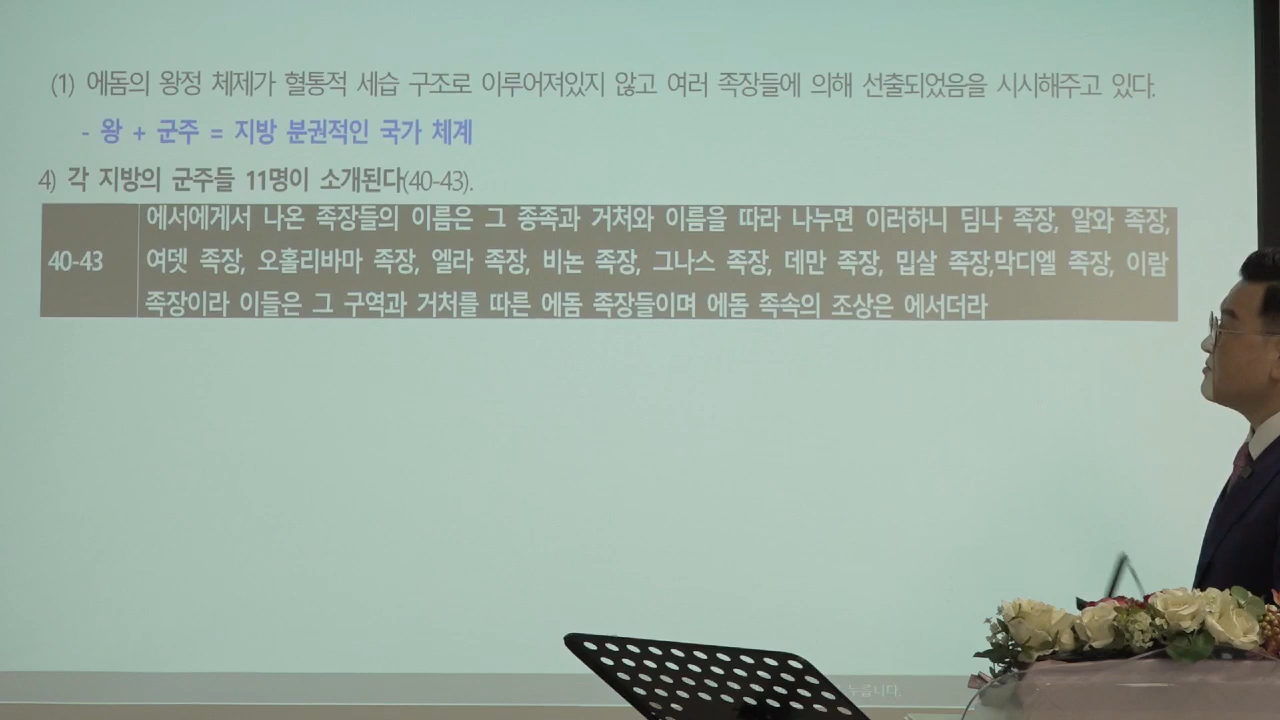 (1) 에돔의 왕정 체제가 혈통적 세습 구조로 이루어져있지 않고 여러 족장들에 의해 선출되었음을 시시해주고 있다.
- 왕 + 군주 = 지방 분권적인 국가 체계
4) 각 지방의 군주들 11명이 소개된다(40-43).
40-43
에서에게서 나온 족장들의 이름은 그 종족과 거처와 이름을 따라 나누면 이러하니 딤나 족장, 알와 족장,
여뎃 족장, 오홀리바마 족장, 엘라 족장, 비논 족장, 그나스 족장, 데만 족장, 밉살 족장,막디엘 족장, 이람
족장이라 이들은 그 구역과 거처를 따른 에돔 족장들이며 에돔 족속의 조상은 에서더라
누릅니다.